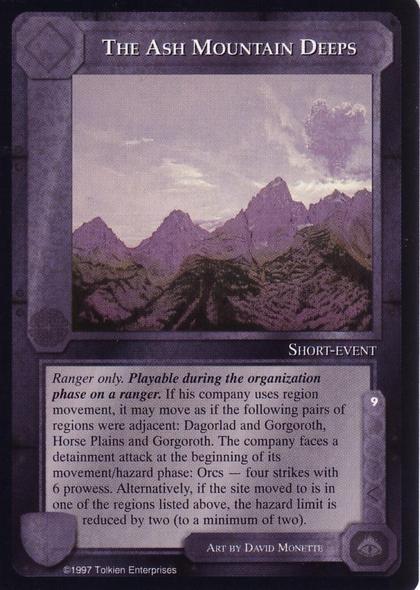 THE ASH MOUNTAIN DEEPS
SHORT-EVENT
Ranger only. Playable during the organization
phase on a ranger. If his company uses region
movement, it may move as if the following pairs of
regions were adjacent: Dagorlad and Gorgoroth,
Horse Plains and Gorgoroth. The company faces a
detainment attack at the beginning of its
movement/hazard phase: Orcs — four strikes with
6 prowess. Alternatively, if the site moved to is in
one of the regions listed above, the hazard limit is
reduced by two (to a minimum of two).
9
ART BY DAVID MONETTE
©1997 Tolkien Enterprises